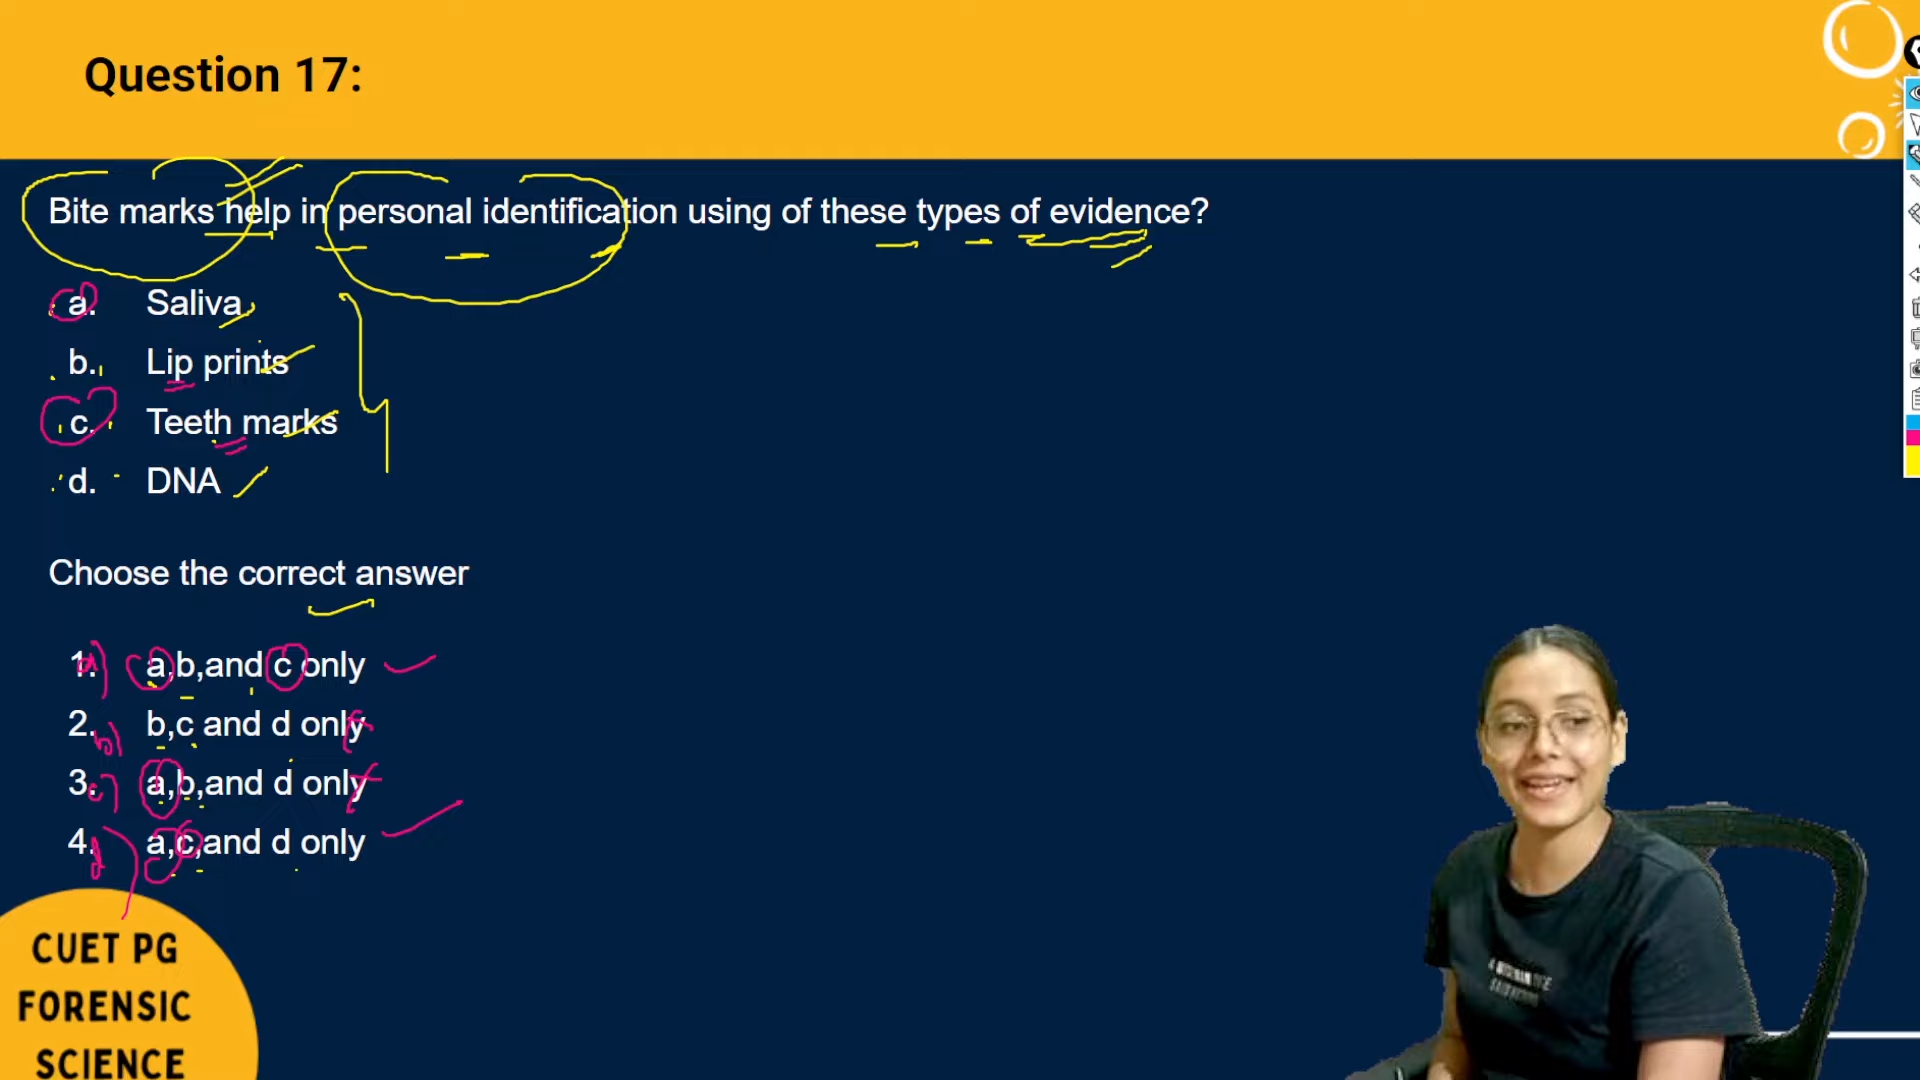 Question 17:
Bite marks help in personal identification using of these types of evidence?
a. Saliva
b. Lip prints
c. Teeth marks
d. DNA
Choose the correct answer
1. a,b,and c only
a)
2. b,c and d only
b)
3. a,b,and d only
c)
4. a,c,and d only
d)
CUET PG
FORENSIC
SCIENCE